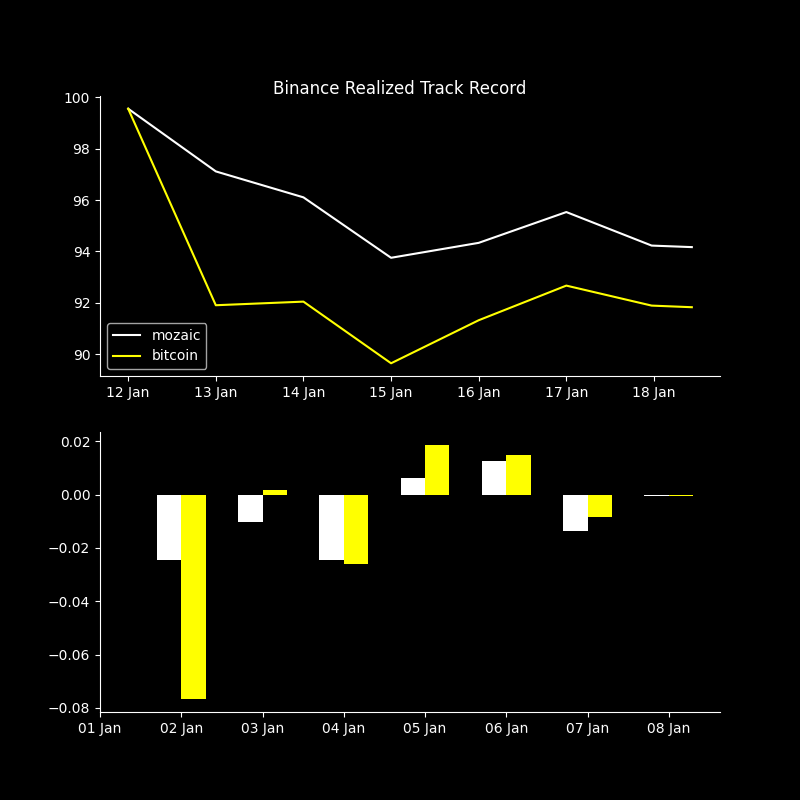 Binance Realized Track Record
100
98
96
94
92
90
mozaic
bitcoin
12 Jan 13 Jan 14 Jan 15 Jan 16 Jan 17 Jan 18 Jan
0.02
0.00
−0.02
−0.04
−0.06
−0.08
01 Jan 02 Jan 03 Jan 04 Jan 05 Jan 06 Jan 07 Jan 08 Jan